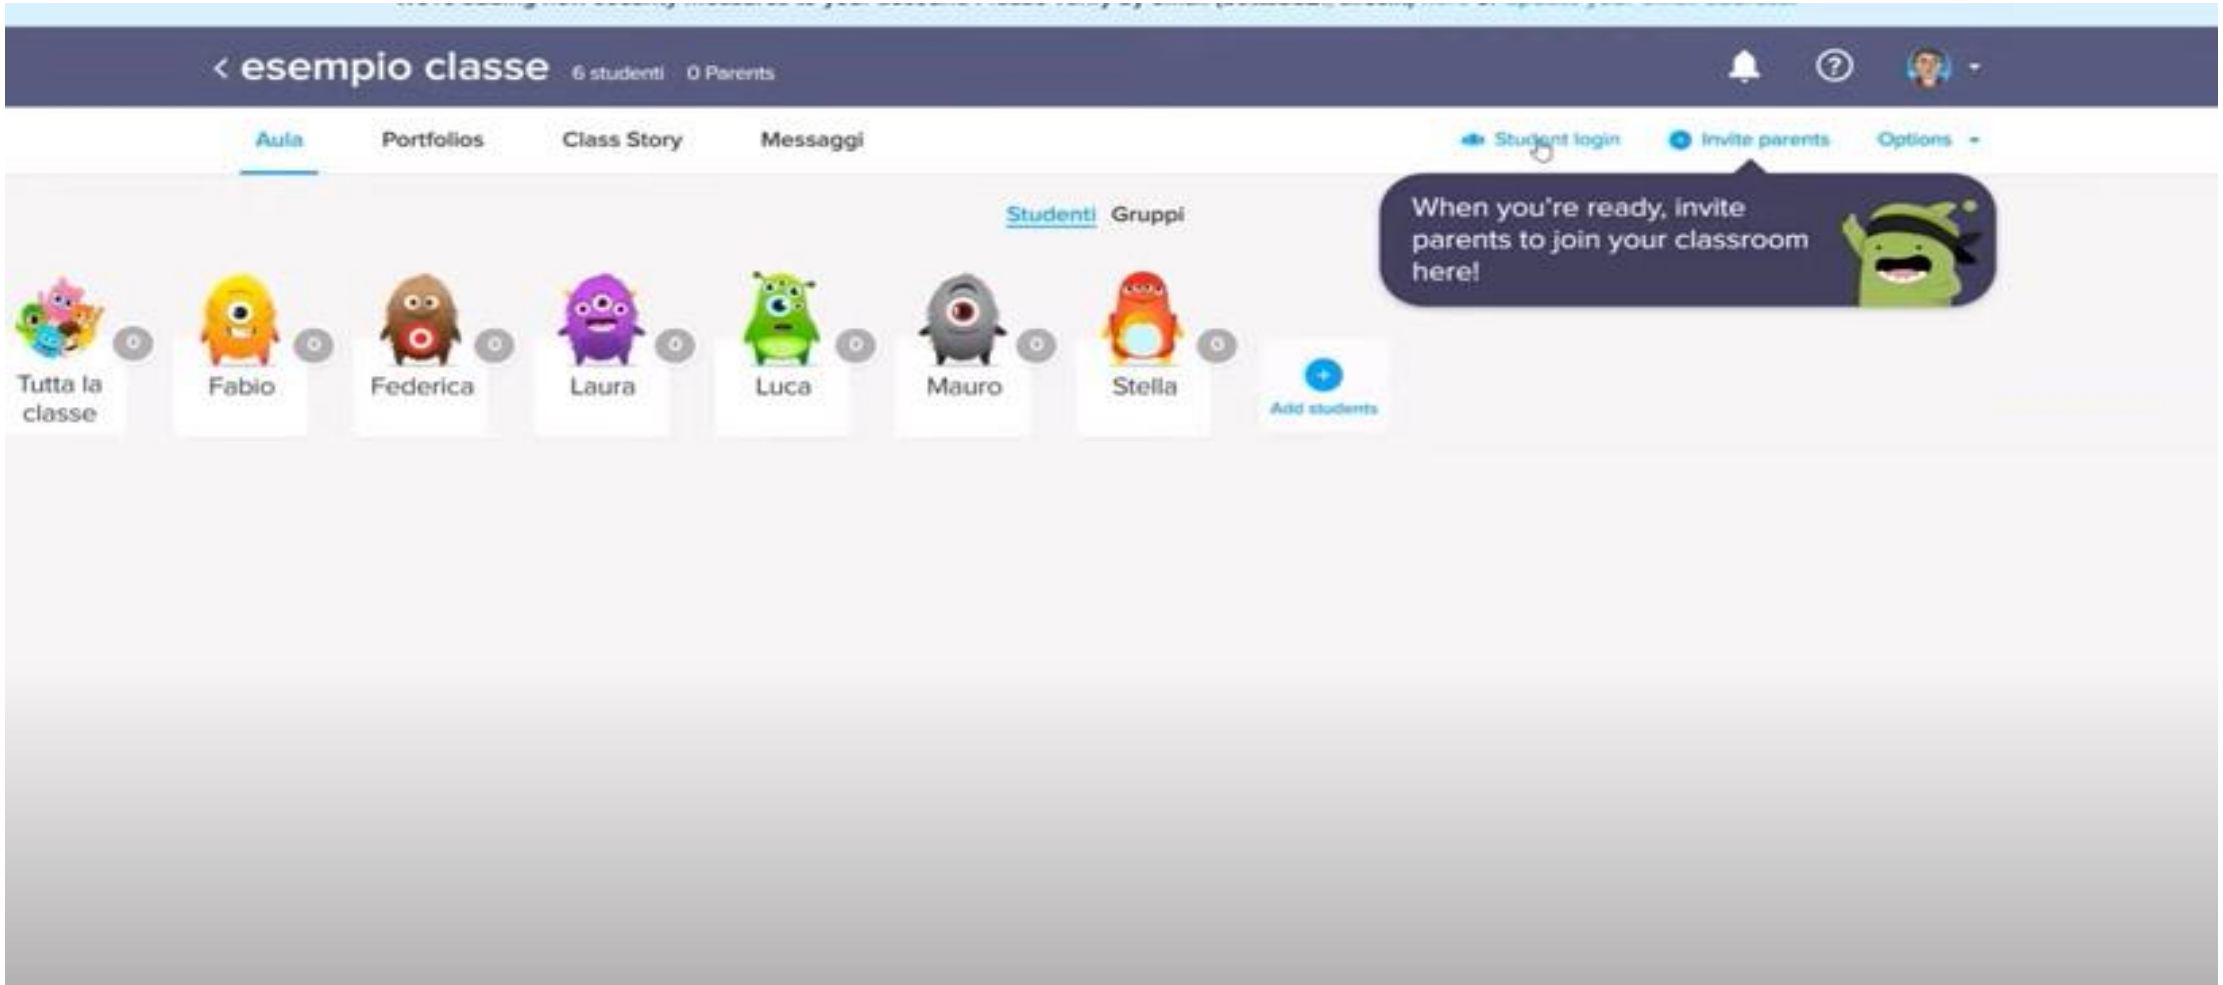 < esempio classe 6 studenti 0 Parents
Aula Portfolios Class Story Messaggi Student login Invite parents Options
Studenti Gruppi
When you're ready, invite
parents to join your classroom
here!
0 0 0 0 0 0 0
Tutta la
classe
Fabio
Federica
Laura
Luca
Mauro
Stella
Add students